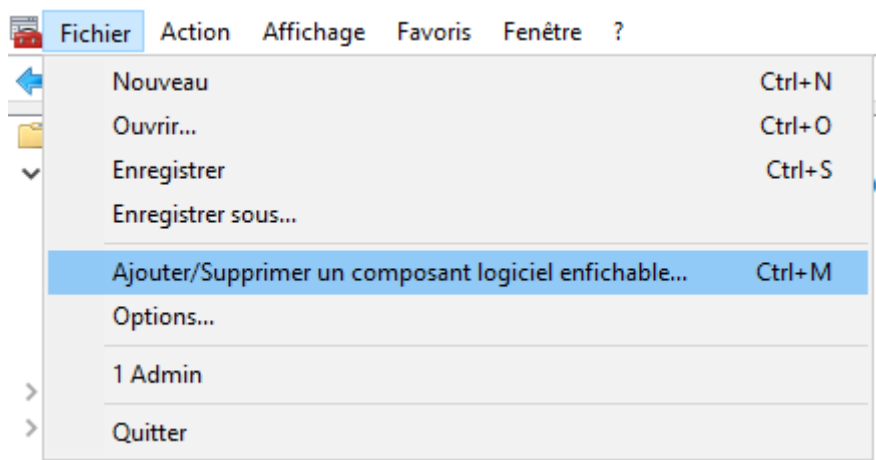 Fichier Action Affichage Favoris Fenêtre ?
Nouveau Ctrl+N
Ouvrir... Ctrl+O
Enregistrer Ctrl+S
Enregistrer sous...
Ajouter/Supprimer un composant logiciel enfichable... Ctrl+M
Options...
1 Admin
Quitter